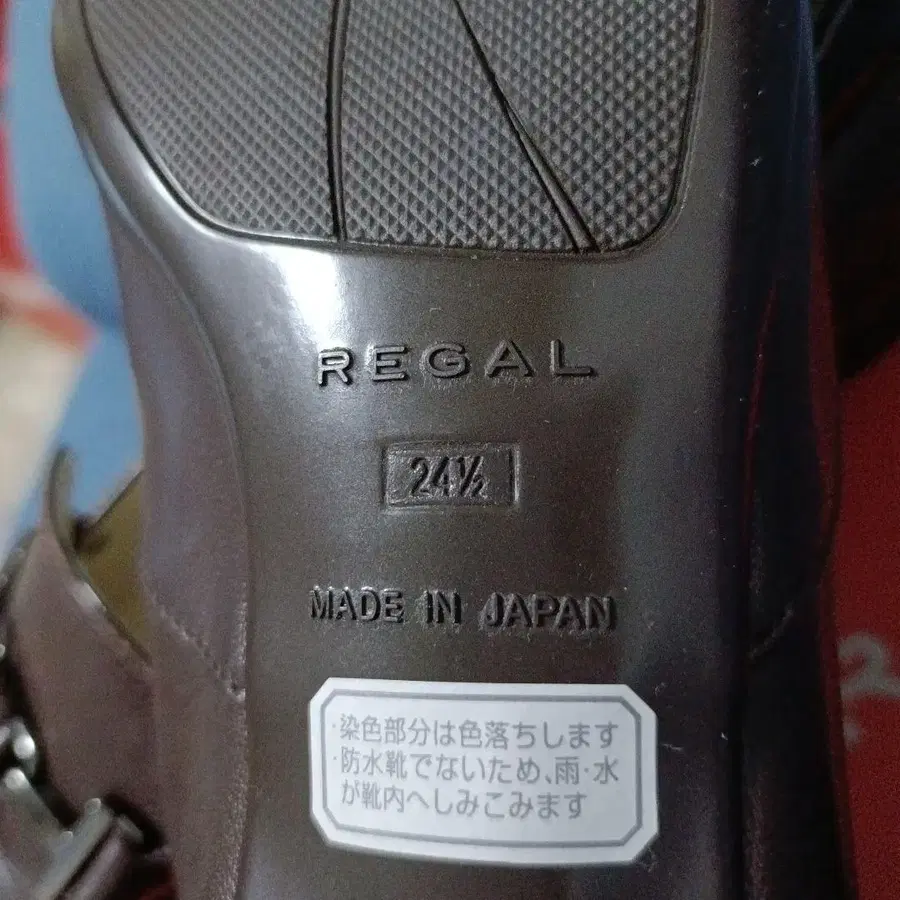 REGAL
24½
MADE IN JAPAN
・染色部分は色落ちします
・防水靴でないため、雨・水
が靴内へしみこみます